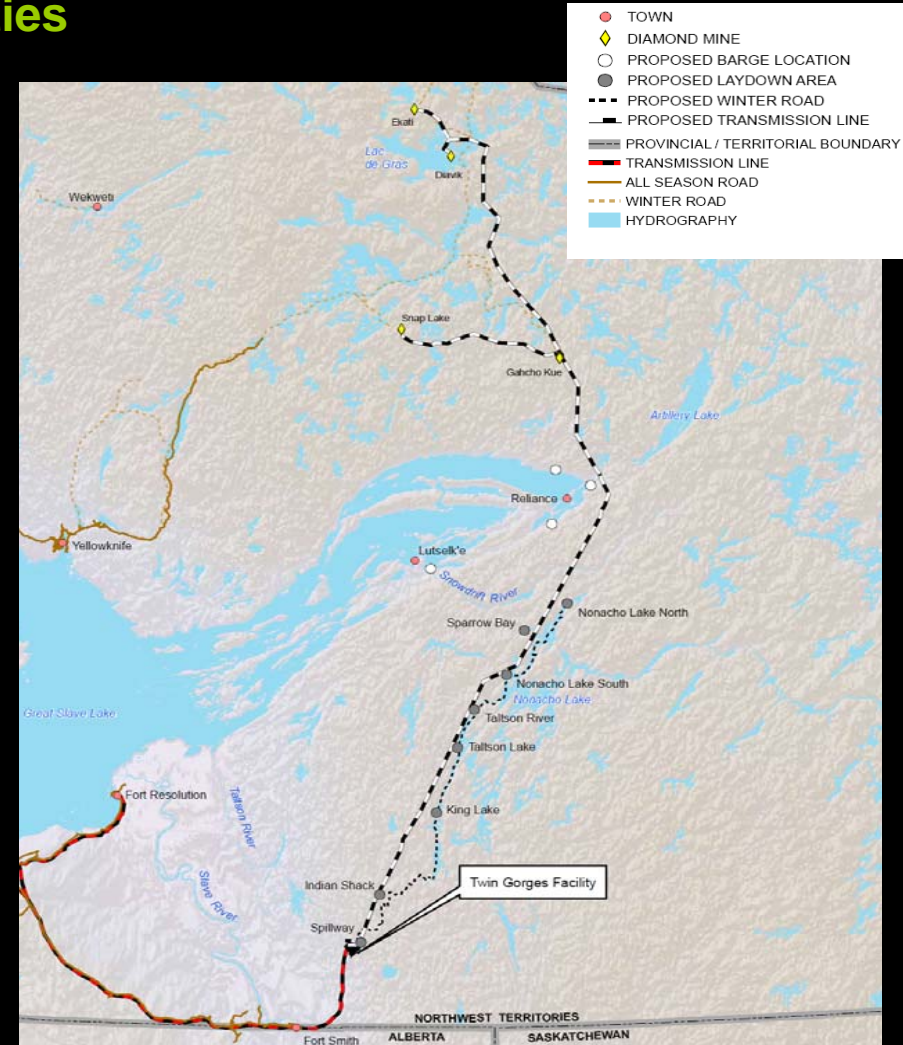 ties
TOWN
DIAMOND MINE
PROPOSED BARGE LOCATION
PROPOSED LAYDOWN AREA
PROPOSED WINTER ROAD
PROPOSED TRANSMISSION LINE
PROVINCIAL / TERRITORIAL BOUNDARY
TRANSMISSION LINE
ALL SEASON ROAD
WINTER ROAD
HYDROGRAPHY
Ekati
Lac
de Gras
Diavik
Wekweti
Snap Lake
Gahcho Kue
Artillery Lake
Reliance
Yellowknife
Lutselk'e
Snowdrift River
Nonacho Lake North
Sparrow Bay
Nonacho Lake South
Nonacho Lake
Taltson River
Great Slave Lake
Taltson Lake
Fort Resolution
Taltson River
King Lake
Slave River
Indian Shack
Twin Gorges Facility
Spillway
NORTHWEST TERRITORIES
Fort Smith
ALBERTA
SASKATCHEWAN